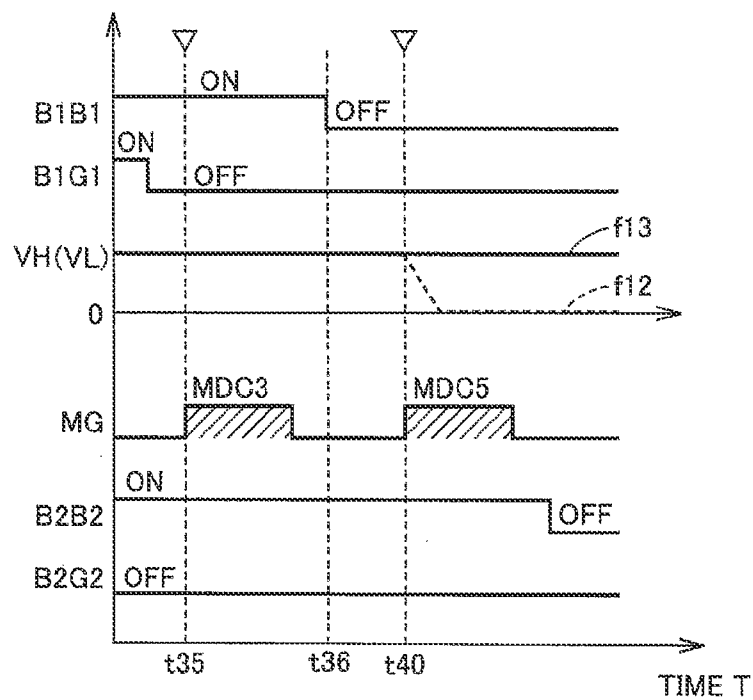 ON
B1B1
OFF
ON
B1G1
OFF
f13
VH(VL)
f12
0
MDC3
MDC5
MG
ON
B2B2
OFF
B2G2
OFF
t35
t36
t40
TIME T